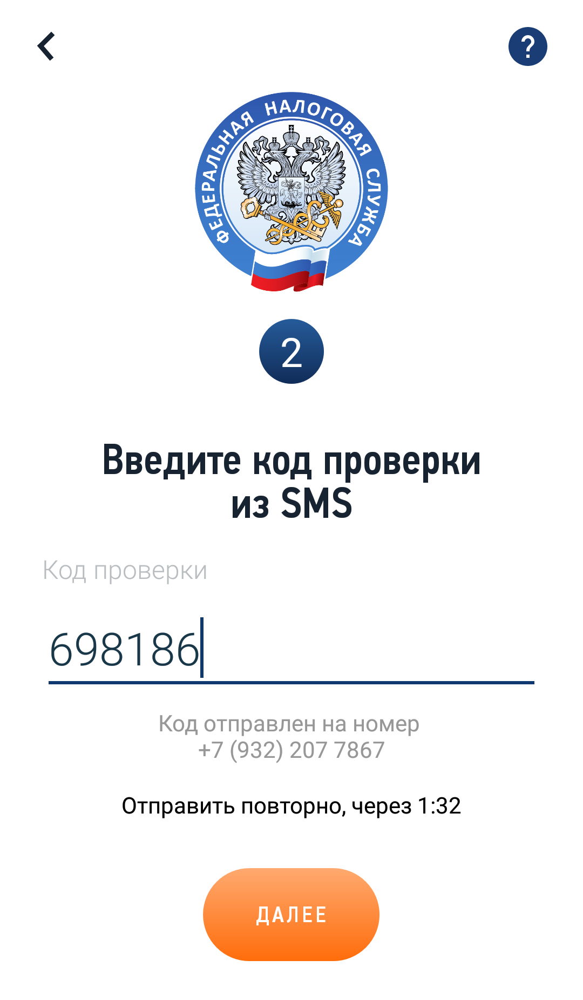 ?
ФЕДЕРАЛЬНАЯ НАЛОГОВАЯ СЛУЖБА
2
Введите код проверки
из SMS
Код проверки
698186
Код отправлен на номер
+7 (932) 207 7867
Отправить повторно, через 1:32
ДАЛЕЕ